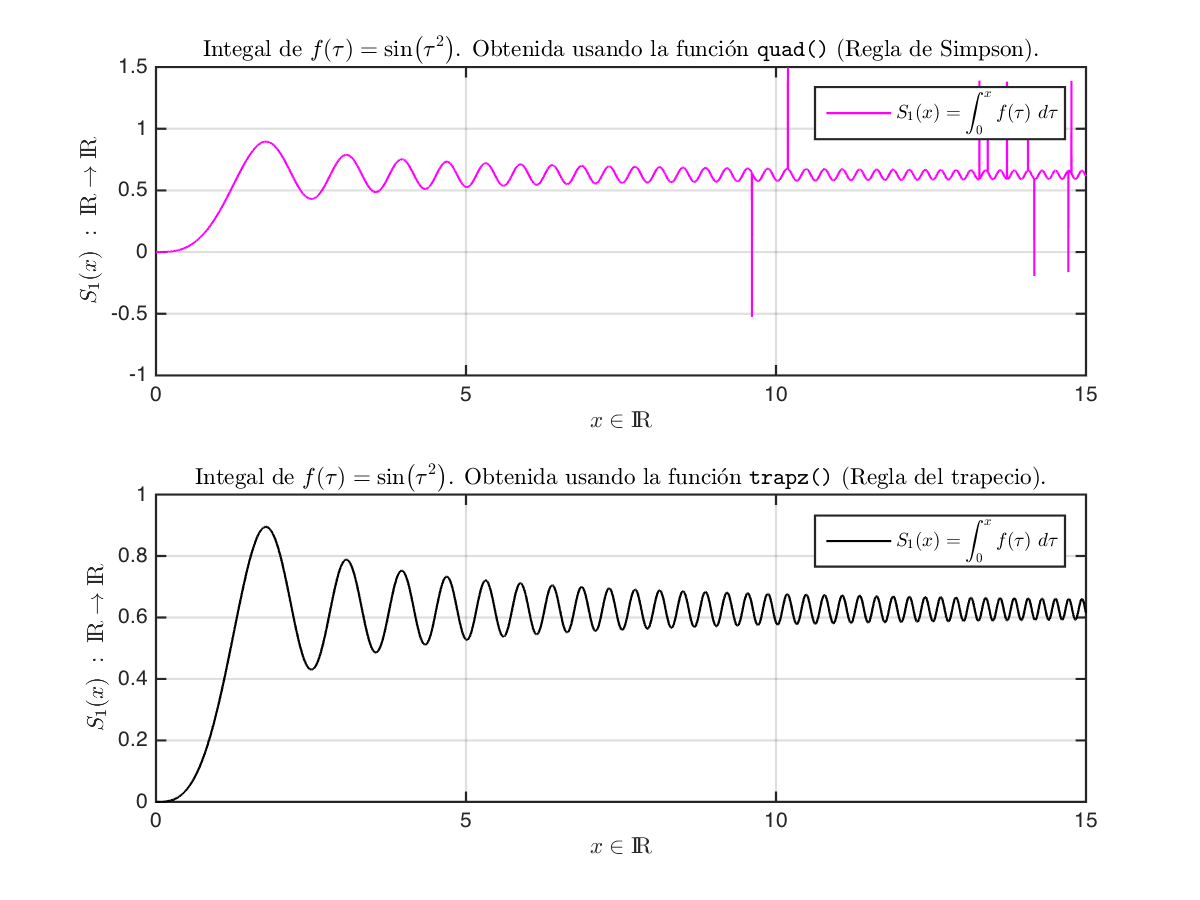 Integal de f(τ) = sin(τ²). Obtenida usando la función quad() (Regla de Simpson).
1.5
1
0.5
0
-0.5
-1
S₁(x) : ℝ → ℝ
S₁(x) = ∫₀ˣ f(τ) dτ
0 5 10 15
x ∈ ℝ
Integal de f(τ) = sin(τ²). Obtenida usando la función trapz() (Regla del trapecio).
1
0.8
0.6
0.4
0.2
0
S₁(x) : ℝ → ℝ
S₁(x) = ∫₀ˣ f(τ) dτ
0 5 10 15
x ∈ ℝ